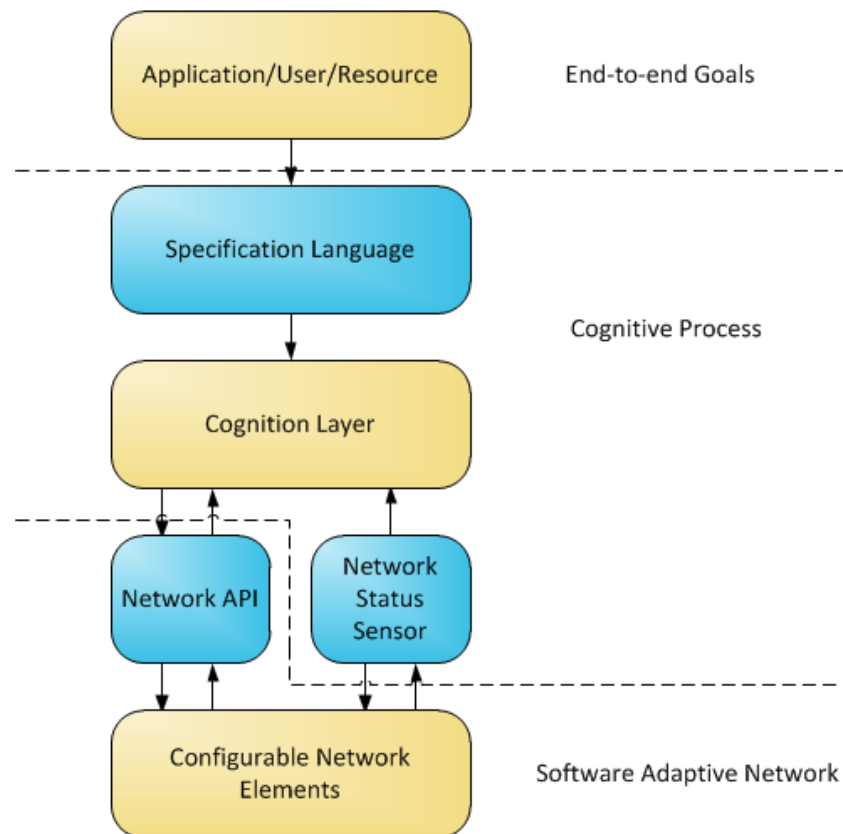 Application/User/Resource
End-to-end Goals
Specification Language
Cognitive Process
Cognition Layer
Network API
Network
Status
Sensor
Configurable Network
Elements
Software Adaptive Network